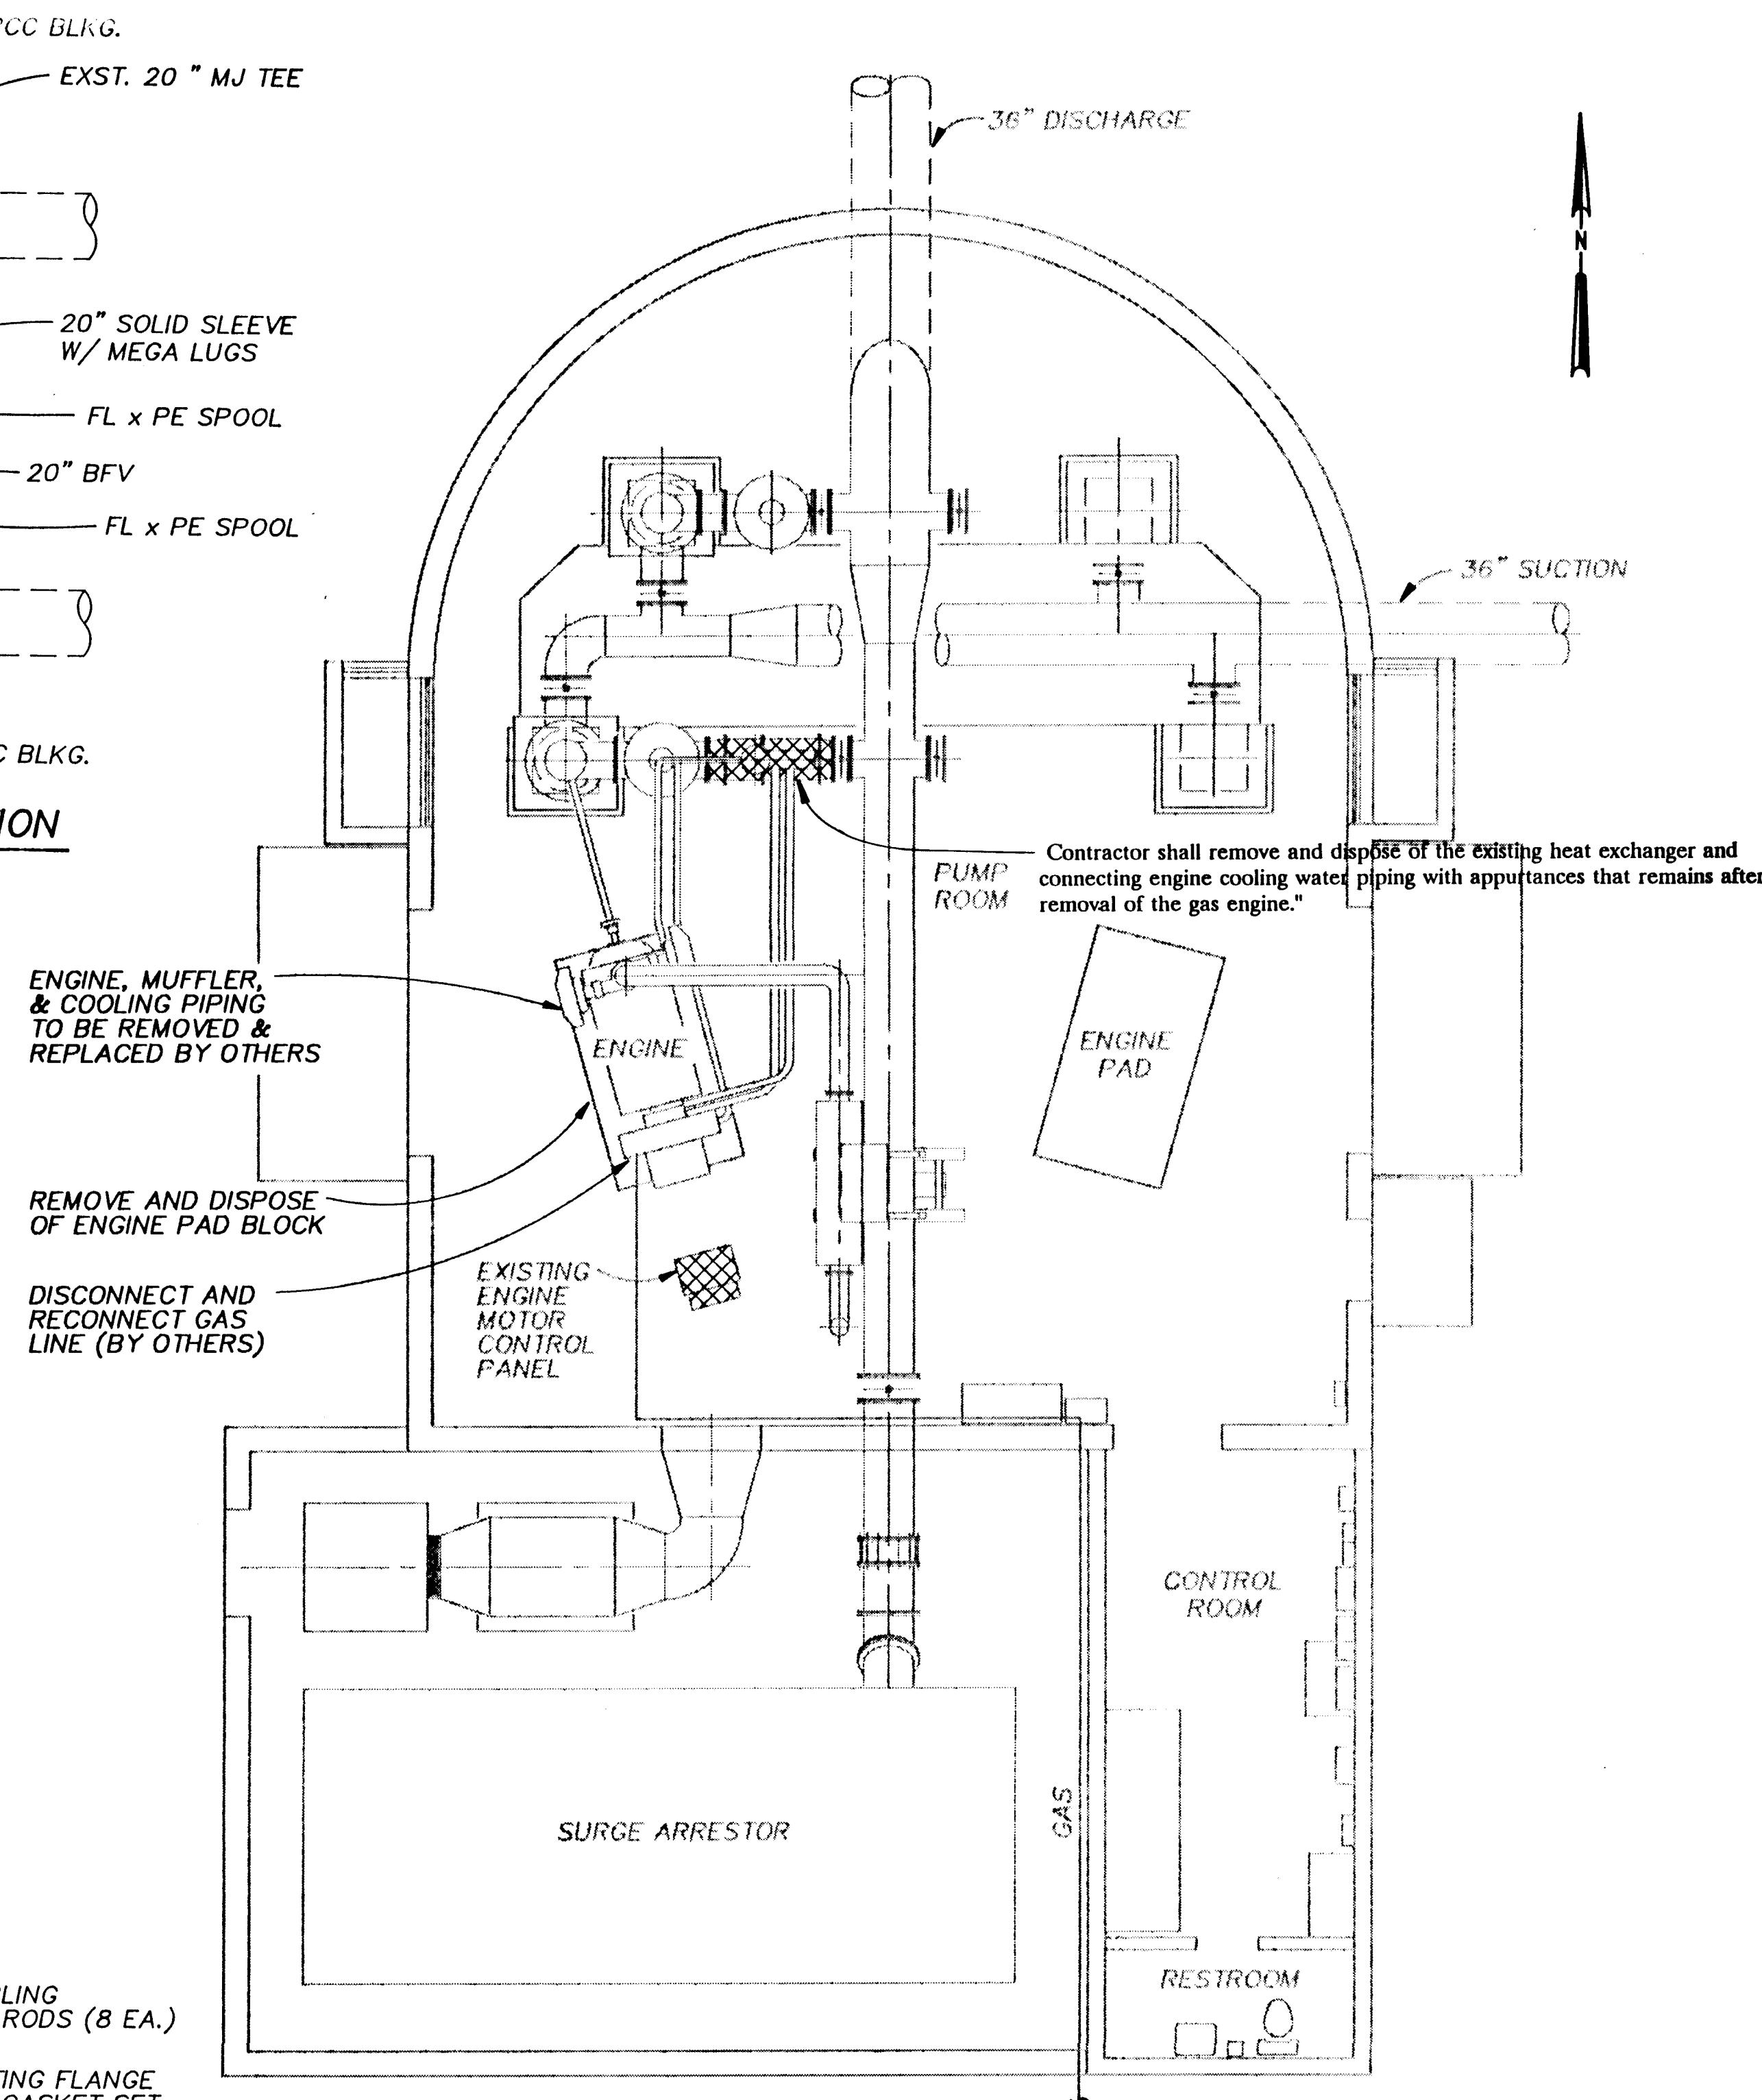 BLKG.
EXST. 20 " MJ TEE
36" DISCHARGE
N
20" SOLID SLEEVE
W/ MEGA LUGS
FL x PE SPOOL
20" BFV
FL x PE SPOOL
36" SUCTION
BLKG.
Contractor shall remove and dispose of the existing heat exchanger and
connecting engine cooling water piping with appurtances that remains after
removal of the gas engine."
PUMP
ROOM
ENGINE, MUFFLER,
& COOLING PIPING
TO BE REMOVED &
REPLACED BY OTHERS
ENGINE
ENGINE
PAD
REMOVE AND DISPOSE
OF ENGINE PAD BLOCK
EXISTING
ENGINE
MOTOR
CONTROL
PANEL
DISCONNECT AND
RECONNECT GAS
LINE (BY OTHERS)
CONTROL
ROOM
GAS
SURGE ARRESTOR
RESTROOM
RODS (8 EA.)
FLANGE